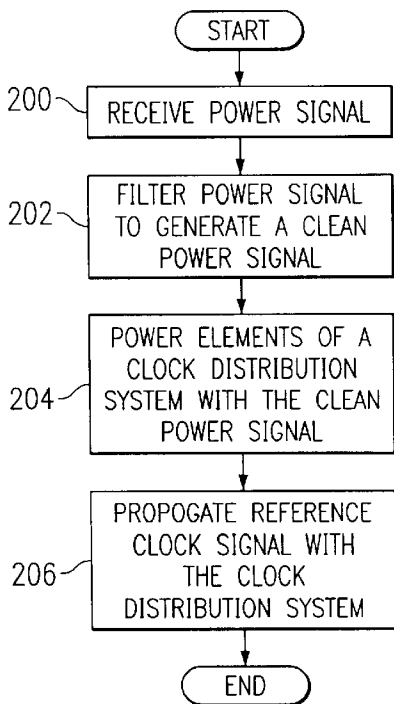 START
200
RECEIVE POWER SIGNAL
202
FILTER POWER SIGNAL
TO GENERATE A CLEAN
POWER SIGNAL
204
POWER ELEMENTS OF A
CLOCK DISTRIBUTION
SYSTEM WITH THE CLEAN
POWER SIGNAL
206
PROPOGATE REFERENCE
CLOCK SIGNAL WITH
THE CLOCK
DISTRIBUTION SYSTEM
END